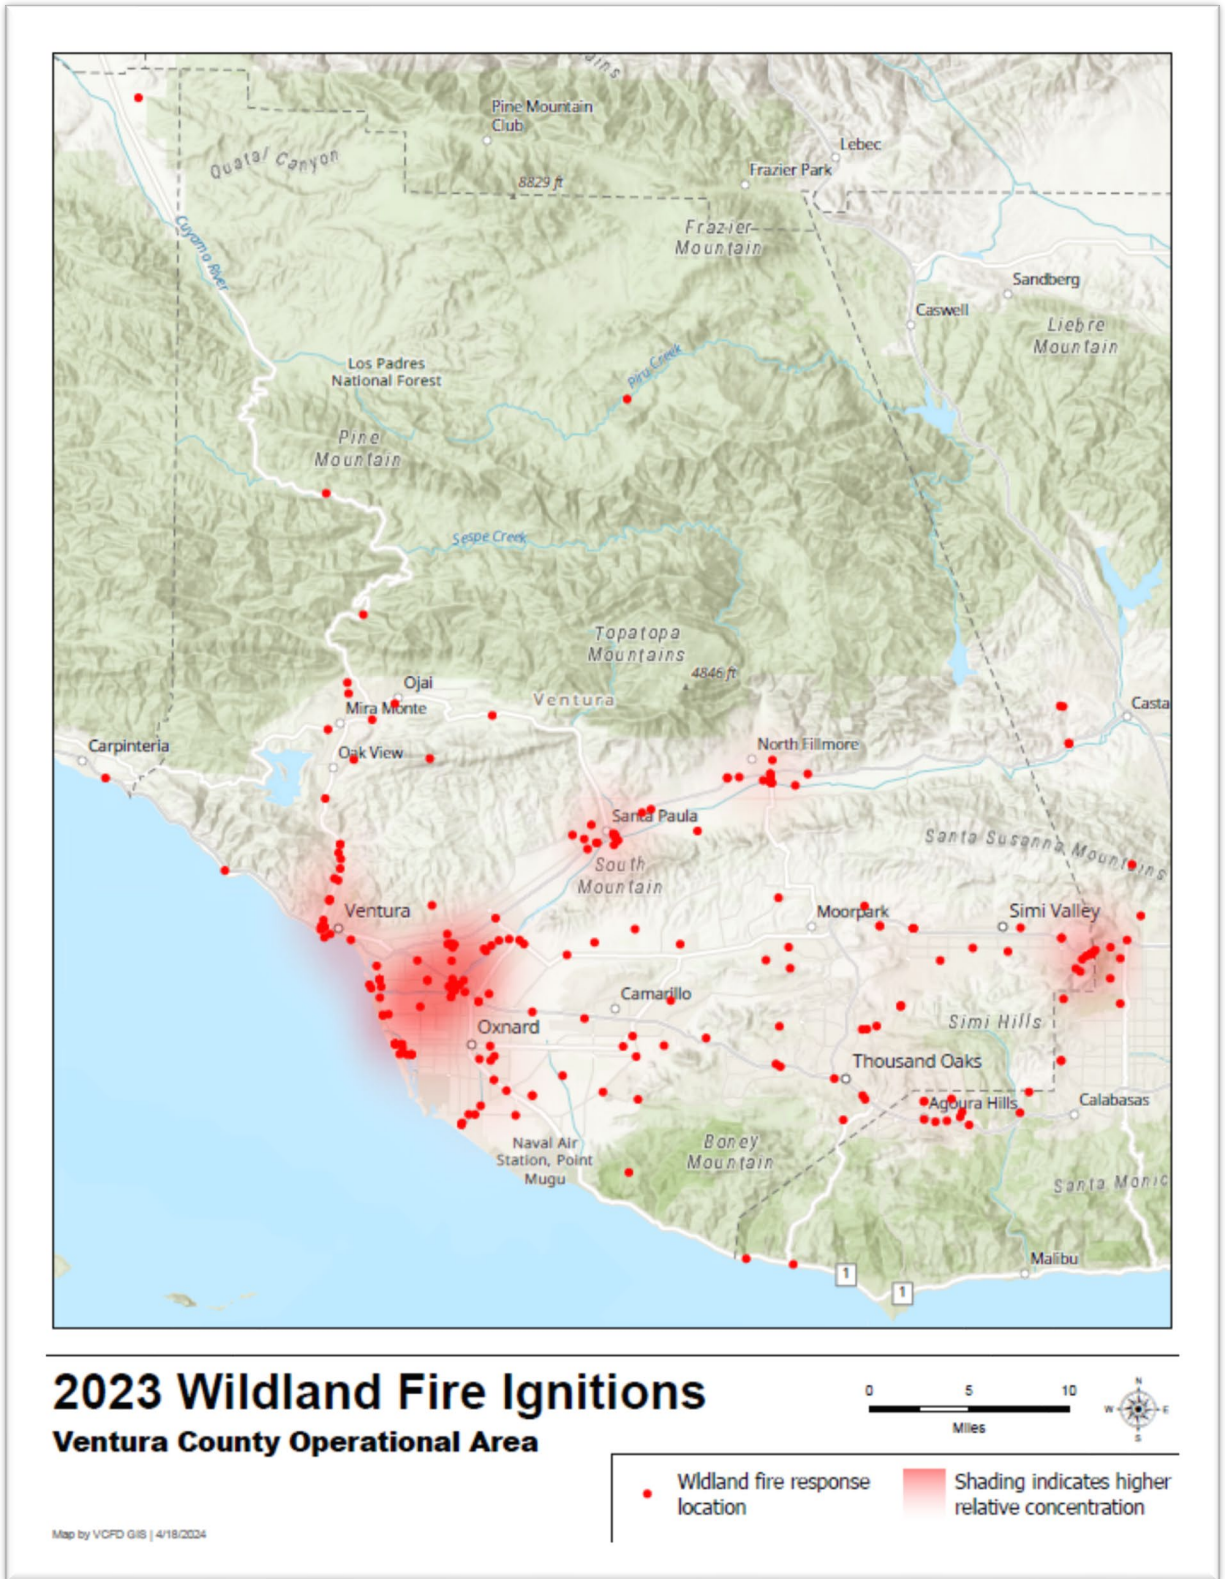 ains
Pine Mountain
Club
Lebec
Quatal Canyon
Frazier Park
8829 ft
Cuyama River
Frazier
Mountain
Sandberg
Caswell
Liebre
Mountain
Los Padres
National Forest
Piru Creek
Pine
Mountain
Sespe Creek
Topatopa
Mountains
4846 ft
Ojai
Ventura
Mira Monte
Casta
Carpinteria
Oak View
North Fillmore
Santa Paula
Santa Susanna Mountains
South
Mountain
Ventura
Moorpark
Simi Valley
Camarillo
Oxnard
Simi Hills
Thousand Oaks
Agoura Hills
Calabasas
Naval Air
Station, Point
Mugu
Boney
Mountain
Santa Monic
Malibu
1
1
2023 Wildland Fire Ignitions
Ventura County Operational Area
0 5 10
Miles
N
W E
S
Wldland fire response
location
Shading indicates higher
relative concentration
Map by VCFD GIS | 4/18/2024